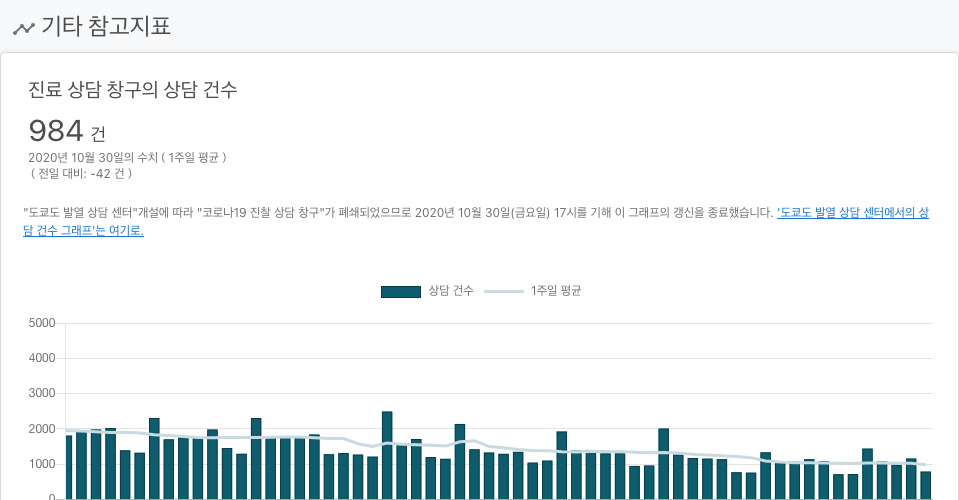 기타 참고지표
진료 상담 창구의 상담 건수
984 건
2020년 10월 30일의 수치 ( 1주일 평균 )
( 전일 대비: -42 건 )
"도쿄도 발열 상담 센터"개설에 따라 "코로나19 진찰 상담 창구"가 폐쇄되었으므로 2020년 10월 30일(금요일) 17시를 기해 이 그래프의 갱신을 종료했습니다. '도쿄도 발열 상담 센터에서의 상
담 건수 그래프'는 여기로.
상담 건수 1주일 평균
5000
4000
3000
2000
1000
0